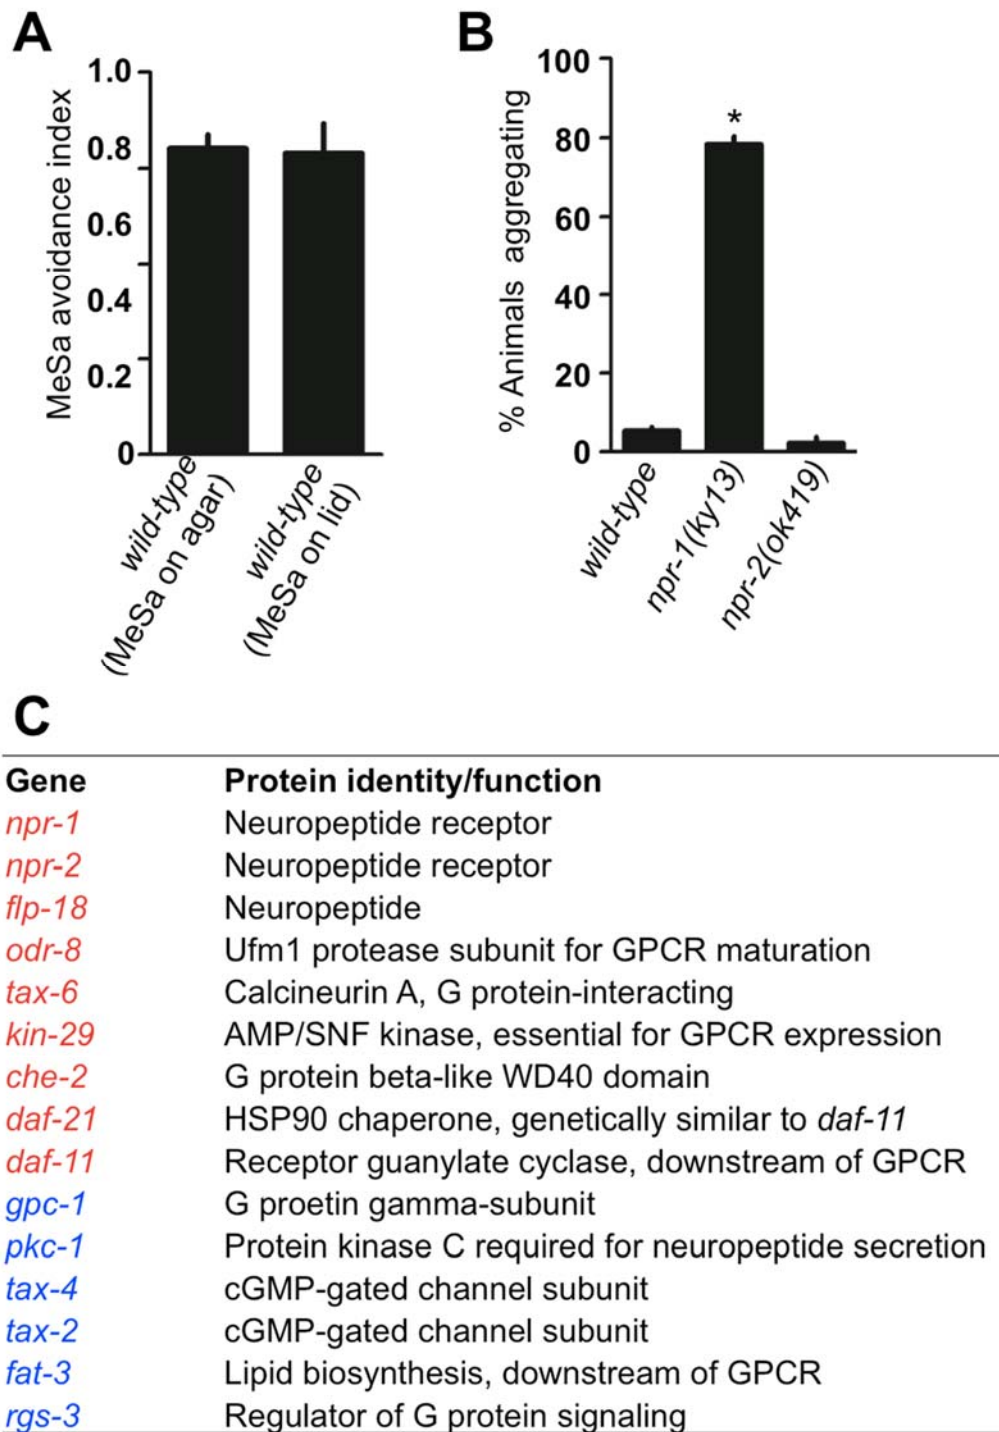 A
MeSa avoidance index
1.0
0.8
0.6
0.4
0.2
0
wild-type
(MeSa on agar)
wild-type
(MeSa on lid)
B
% Animals aggregating
100
80
60
40
20
0
*
wild-type
npr-1(ky13)
npr-2(ok419)
C
Gene Protein identity/function
npr-1 Neuropeptide receptor
npr-2 Neuropeptide receptor
flp-18 Neuropeptide
odr-8 Ufm1 protease subunit for GPCR maturation
tax-6 Calcineurin A, G protein-interacting
kin-29 AMP/SNF kinase, essential for GPCR expression
che-2 G protein beta-like WD40 domain
daf-21 HSP90 chaperone, genetically similar to daf-11
daf-11 Receptor guanylate cyclase, downstream of GPCR
gpc-1 G proetin gamma-subunit
pkc-1 Protein kinase C required for neuropeptide secretion
tax-4 cGMP-gated channel subunit
tax-2 cGMP-gated channel subunit
fat-3 Lipid biosynthesis, downstream of GPCR
rgs-3 Regulator of G protein signaling